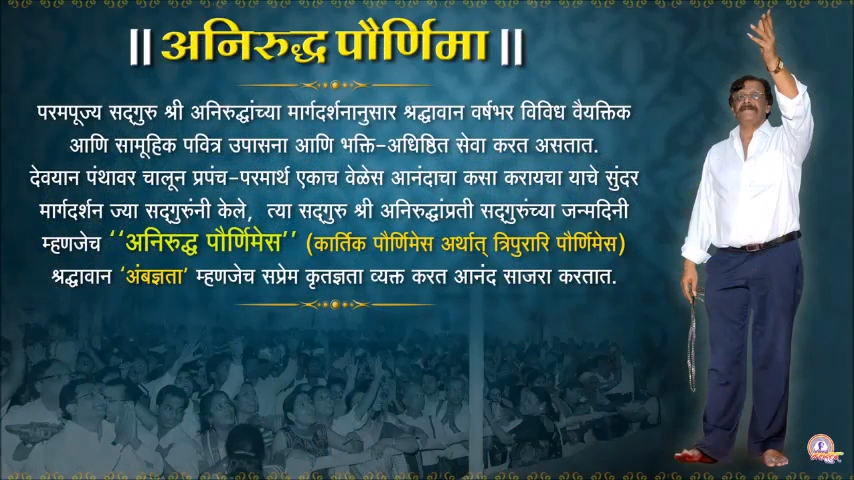 || अनिरुद्ध पौर्णिमा ||
परमपूज्य सद्‌गुरु श्री अनिरुद्धांच्या मार्गदर्शनानुसार श्रद्धावान वर्षभर विविध वैयक्तिक
आणि सामूहिक पवित्र उपासना आणि भक्ति-अधिष्ठित सेवा करत असतात.
देवयान पंथावर चालून प्रपंच-परमार्थ एकाच वेळेस आनंदाचा कसा करायचा याचे सुंदर
मार्गदर्शन ज्या सद्‌गुरुंनी केले, त्या सद्‌गुरु श्री अनिरुद्धांप्रती सद्‌गुरुंच्या जन्मदिनी
म्हणजेच ‘‘अनिरुद्ध पौर्णिमेस’’ (कार्तिक पौर्णिमेस अर्थात् त्रिपुरारि पौर्णिमेस)
श्रद्धावान ‘अंबज्ञता’ म्हणजेच सप्रेम कृतज्ञता व्यक्त करत आनंद साजरा करतात.